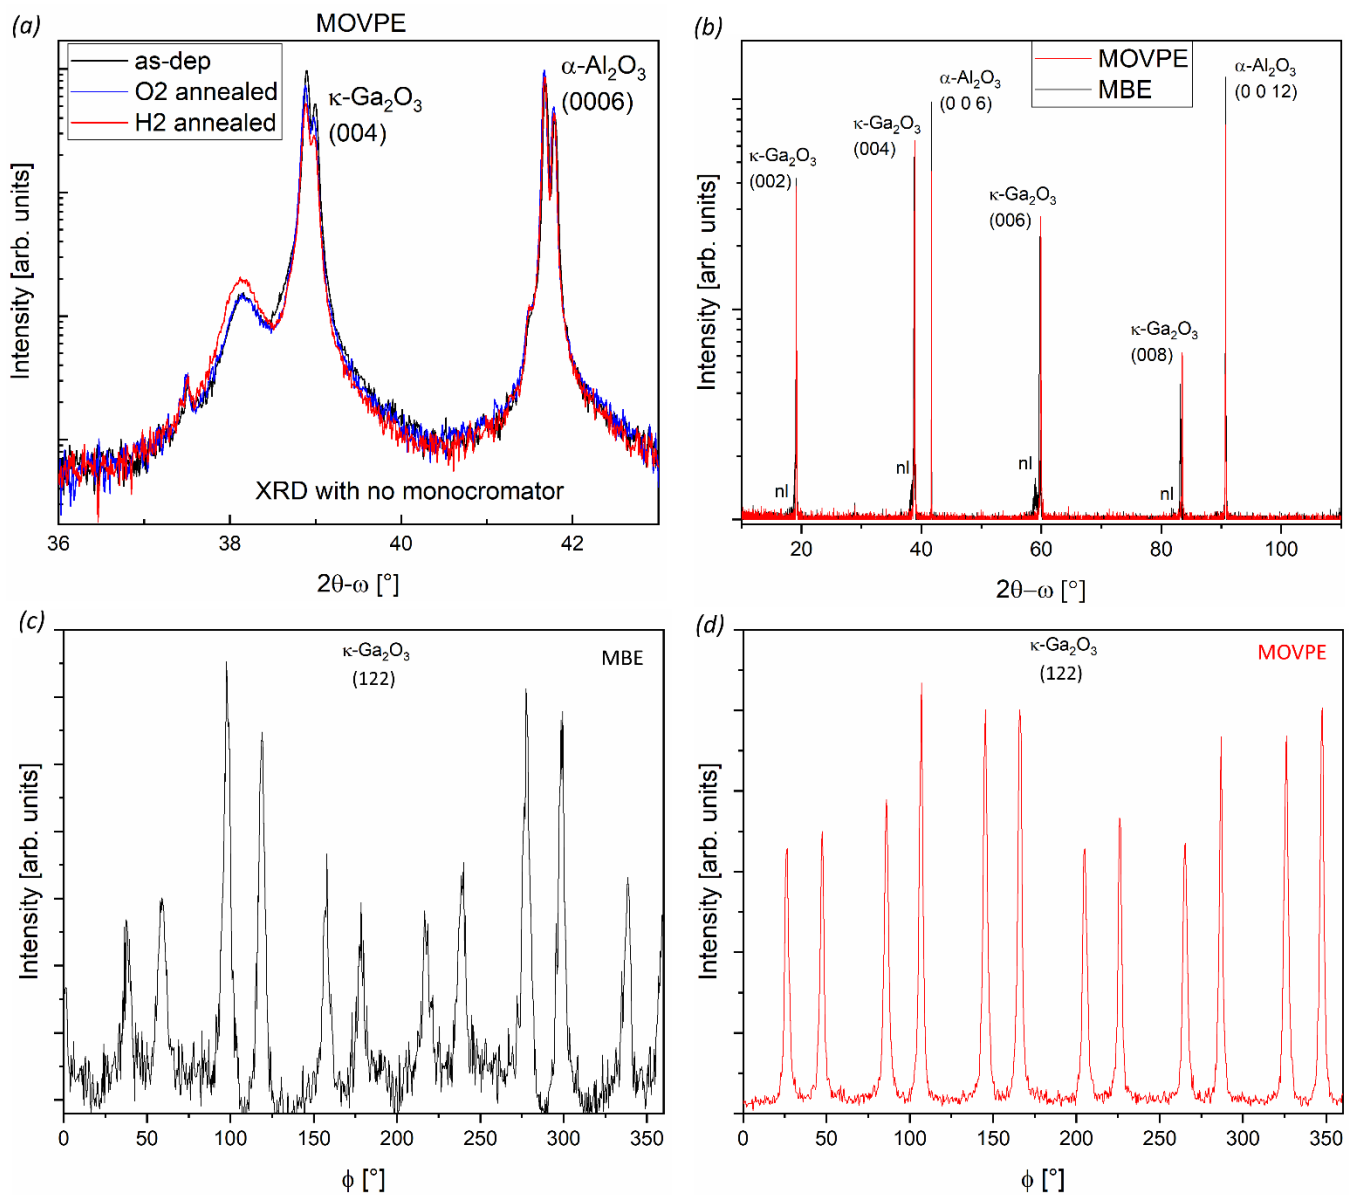 (a)
MOVPE
as-dep
O2 annealed
H2 annealed
κ-Ga₂O₃
(004)
α-Al₂O₃
(0006)
XRD with no monocromator
Intensity [arb. units]
36 38 40 42
2θ-ω [°]
(b)
MOVPE
MBE
κ-Ga₂O₃
(002)
κ-Ga₂O₃
(004)
α-Al₂O₃
(0 0 6)
κ-Ga₂O₃
(006)
κ-Ga₂O₃
(008)
α-Al₂O₃
(0 0 12)
nl
nl
nl
nl
Intensity [arb. units]
20 40 60 80 100
2θ−ω [°]
(c)
κ-Ga₂O₃
(122)
MBE
Intensity [arb. units]
0 50 100 150 200 250 300 350
ϕ [°]
(d)
κ-Ga₂O₃
(122)
MOVPE
Intensity [arb. units]
0 50 100 150 200 250 300 350
ϕ [°]